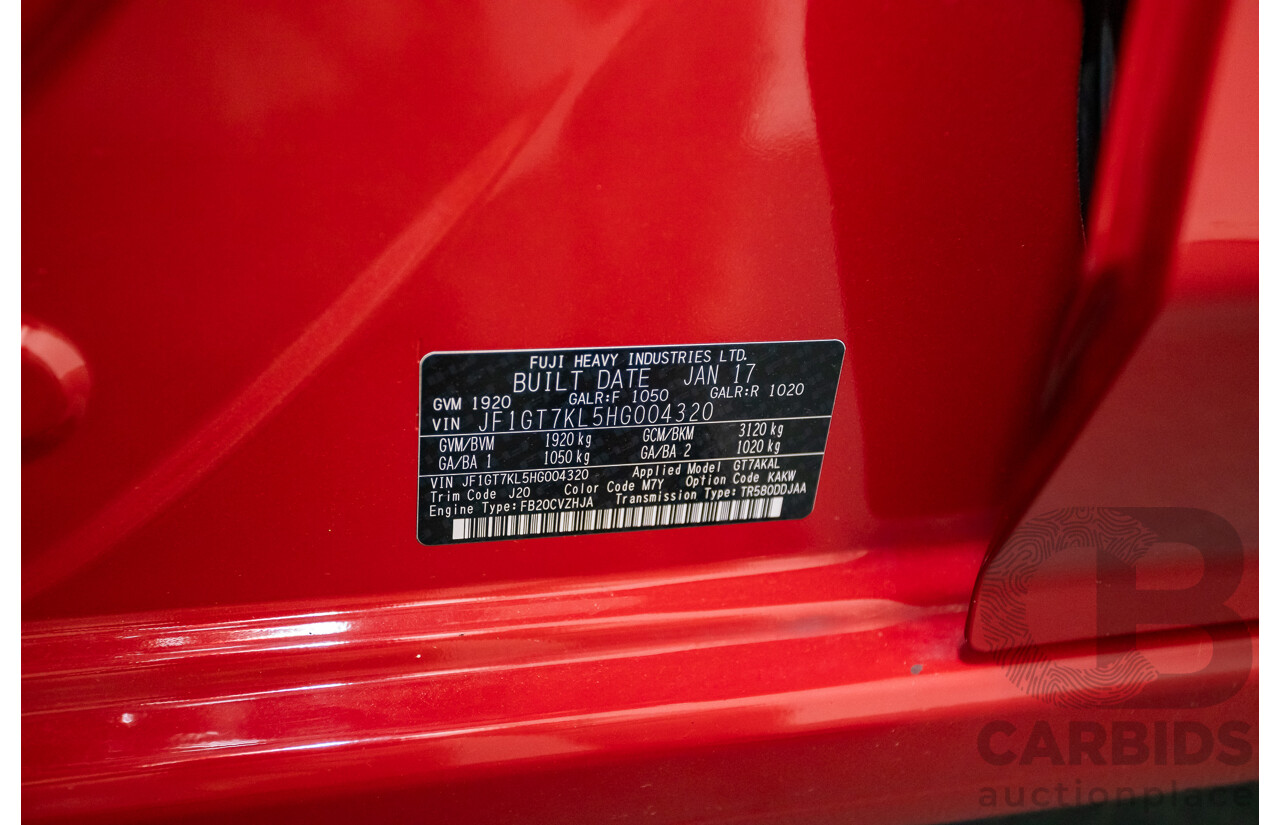 FUJI HEAVY INDUSTRIES LTD.
BUILT DATE JAN 17
GVM 1920 GALR:F 1050 GALR:R 1020
VIN JF1GT7KL5HG004320
GVM/BVM 1920 kg GCM/BKM 3120 kg
GA/BA 1 1050 kg GA/BA 2 1020 kg
VIN JF1GT7KL5HG004320 Applied Model GT7AKAL
Trim Code J20 Color Code M7Y Option Code KAKW
Engine Type:FB20CVZHJA Transmission Type:TR580DDJAA
CB
CARBIDS
auctionplace